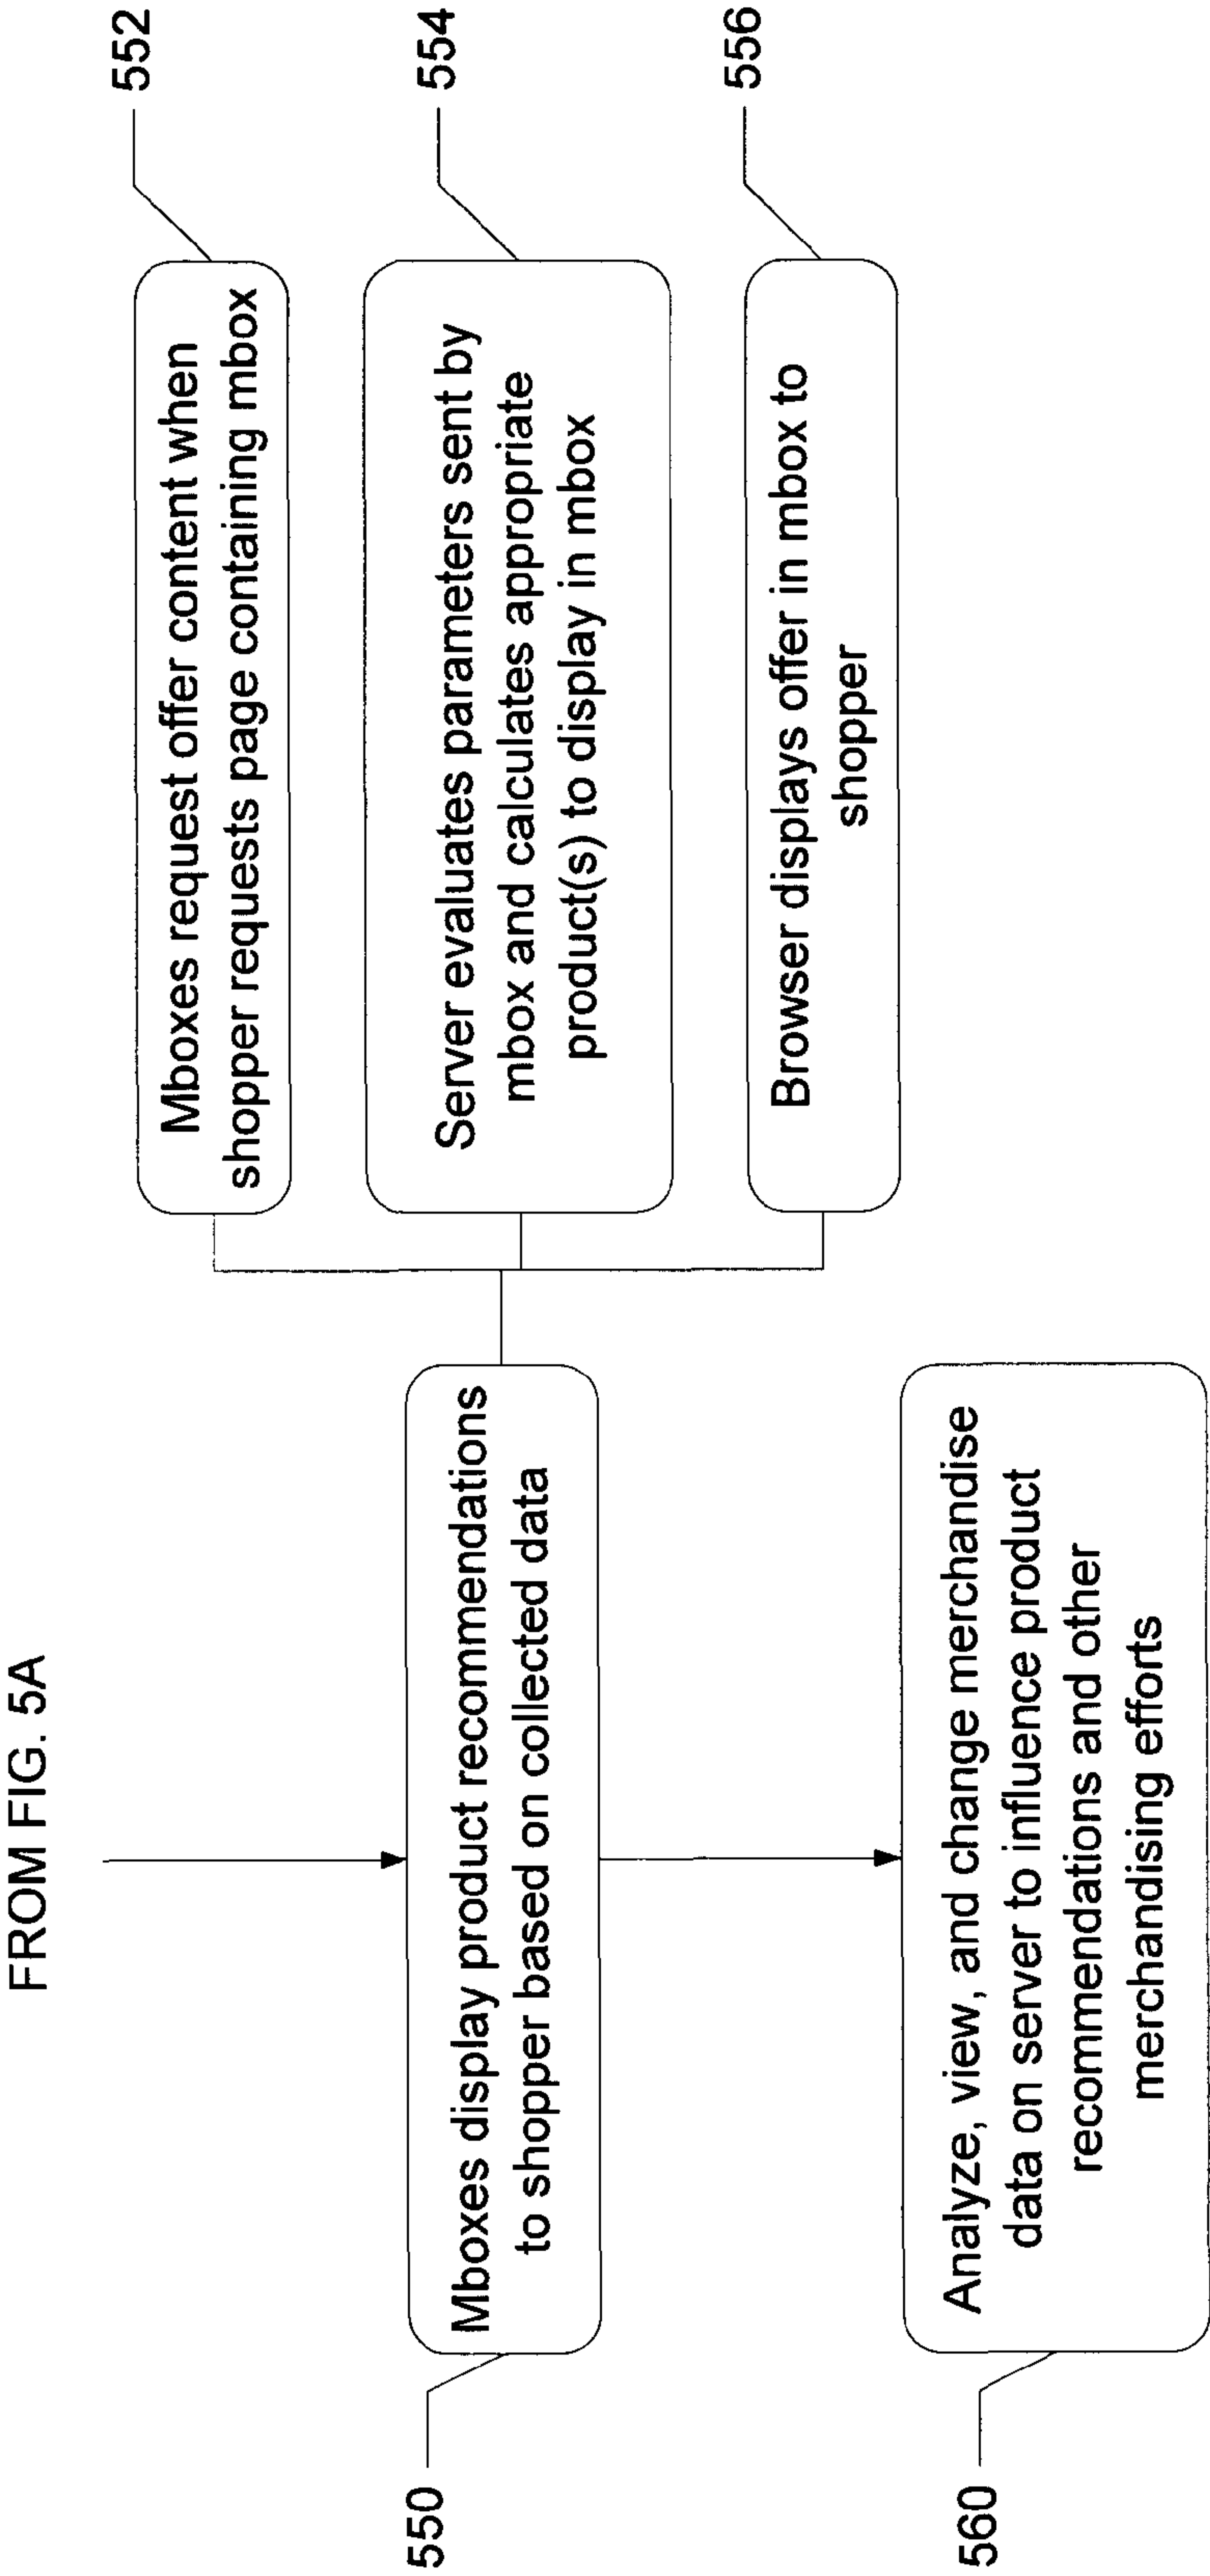 FROM FIG. 5A
550
Mboxes display product recommendations
to shopper based on collected data
552
Mboxes request offer content when
shopper requests page containing mbox
554
Server evaluates parameters sent by
mbox and calculates appropriate
product(s) to display in mbox
556
Browser displays offer in mbox to
shopper
560
Analyze, view, and change merchandise
data on server to influence product
recommendations and other
merchandising efforts